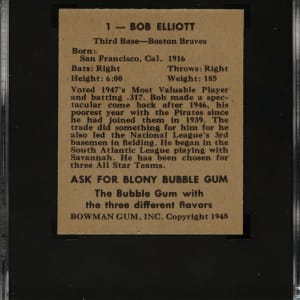 1 — BOB ELLIOTT
Third Base—Boston Braves
Born:
San Francisco, Cal. 1916
Bats: Right Throws: Right
Height: 6:00 Weight: 185
Voted 1947's Most Valuable Player
and batting .317. Bob made a spec-
tacular come back after 1946, his
poorest year with the Pirates since
he had joined them in 1939. The
trade did something for him for he
also led the National League's 3rd
basemen in fielding. He began in the
South Atlantic League playing with
Savannah. He has been chosen for
three All Star Teams.
ASK FOR BLONY BUBBLE GUM
The Bubble Gum with
the three different flavors
BOWMAN GUM, INC. Copyright 1948